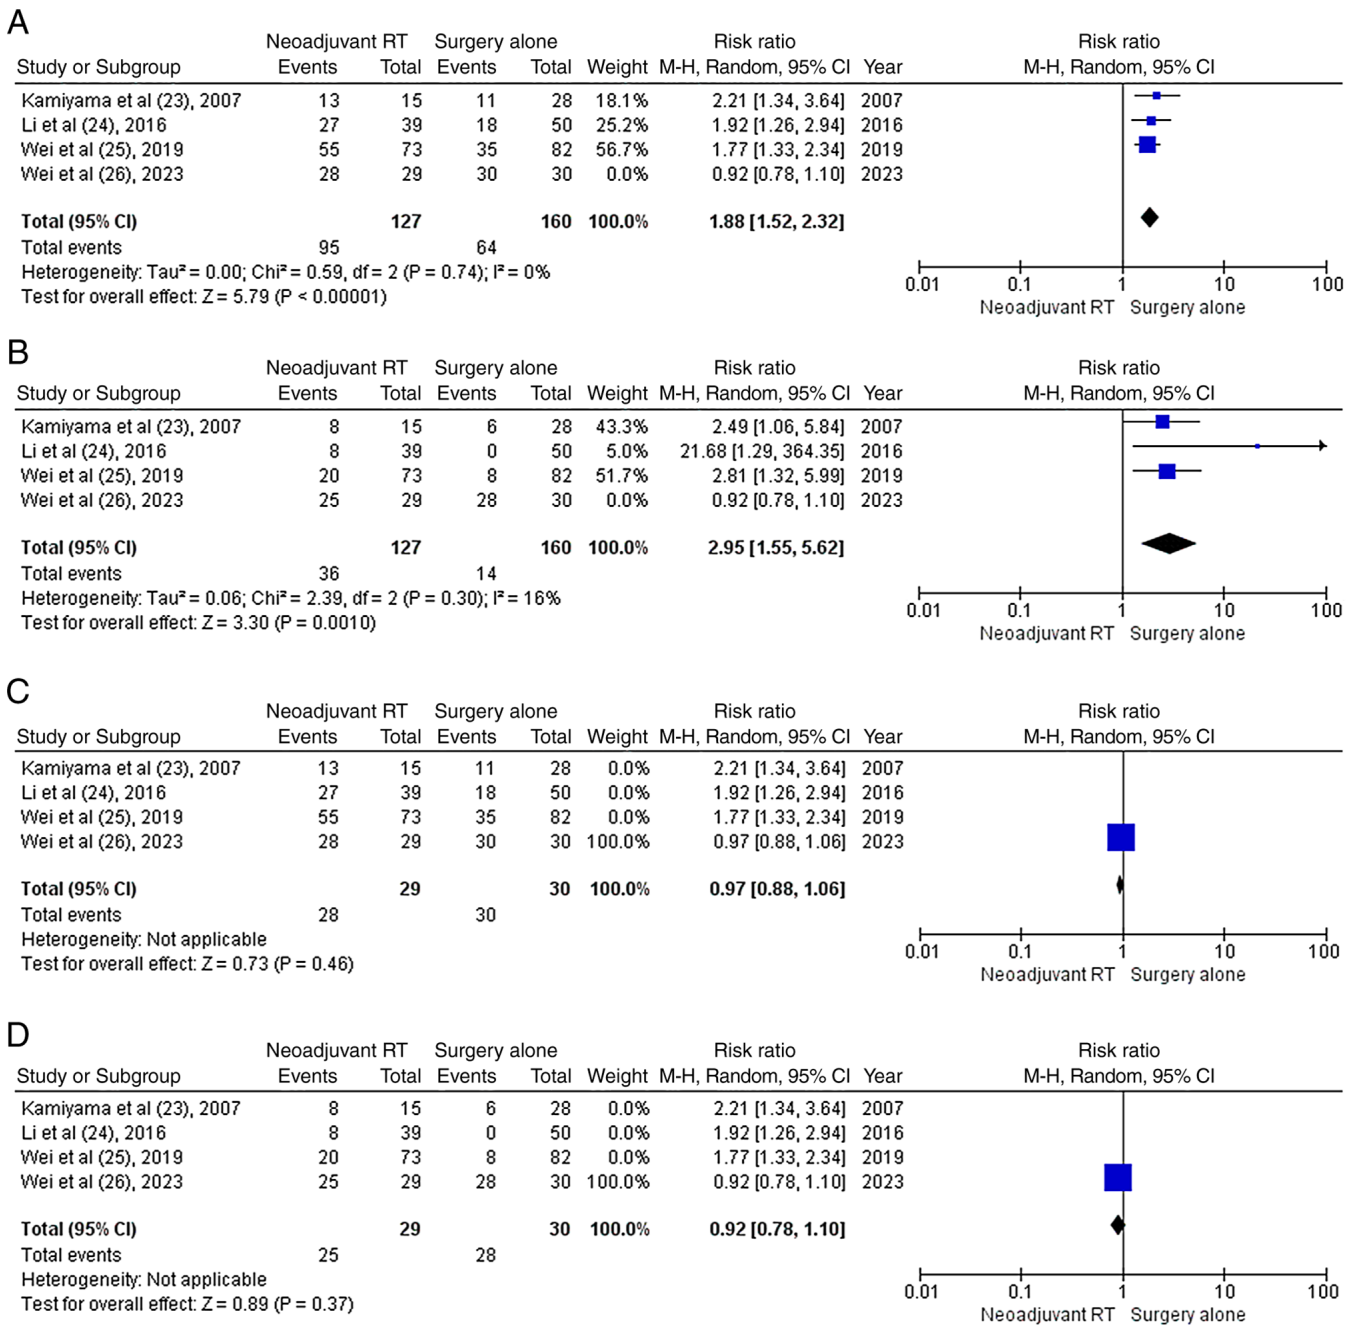 A
Neoadjuvant RT Surgery alone Risk ratio Risk ratio
Study or Subgroup Events Total Events Total Weight M-H, Random, 95% CI Year M-H, Random, 95% CI
Kamiyama et al (23), 2007 13 15 11 28 18.1% 2.21 [1.34, 3.64] 2007
Li et al (24), 2016 27 39 18 50 25.2% 1.92 [1.26, 2.94] 2016
Wei et al (25), 2019 55 73 35 82 56.7% 1.77 [1.33, 2.34] 2019
Wei et al (26), 2023 28 29 30 30 0.0% 0.92 [0.78, 1.10] 2023
Total (95% CI) 127 160 100.0% 1.88 [1.52, 2.32]
Total events 95 64
Heterogeneity: Tau² = 0.00; Chi² = 0.59, df = 2 (P = 0.74); I² = 0%
Test for overall effect: Z = 5.79 (P < 0.00001)
0.01 0.1 1 10 100
Neoadjuvant RT Surgery alone
B
Neoadjuvant RT Surgery alone Risk ratio Risk ratio
Study or Subgroup Events Total Events Total Weight M-H, Random, 95% CI Year M-H, Random, 95% CI
Kamiyama et al (23), 2007 8 15 6 28 43.3% 2.49 [1.06, 5.84] 2007
Li et al (24), 2016 8 39 0 50 5.0% 21.68 [1.29, 364.35] 2016
Wei et al (25), 2019 20 73 8 82 51.7% 2.81 [1.32, 5.99] 2019
Wei et al (26), 2023 25 29 28 30 0.0% 0.92 [0.78, 1.10] 2023
Total (95% CI) 127 160 100.0% 2.95 [1.55, 5.62]
Total events 36 14
Heterogeneity: Tau² = 0.06; Chi² = 2.39, df = 2 (P = 0.30); I² = 16%
Test for overall effect: Z = 3.30 (P = 0.0010)
0.01 0.1 1 10 100
Neoadjuvant RT Surgery alone
C
Neoadjuvant RT Surgery alone Risk ratio Risk ratio
Study or Subgroup Events Total Events Total Weight M-H, Random, 95% CI Year M-H, Random, 95% CI
Kamiyama et al (23), 2007 13 15 11 28 0.0% 2.21 [1.34, 3.64] 2007
Li et al (24), 2016 27 39 18 50 0.0% 1.92 [1.26, 2.94] 2016
Wei et al (25), 2019 55 73 35 82 0.0% 1.77 [1.33, 2.34] 2019
Wei et al (26), 2023 28 29 30 30 100.0% 0.97 [0.88, 1.06] 2023
Total (95% CI) 29 30 100.0% 0.97 [0.88, 1.06]
Total events 28 30
Heterogeneity: Not applicable
Test for overall effect: Z = 0.73 (P = 0.46)
0.01 0.1 1 10 100
Neoadjuvant RT Surgery alone
D
Neoadjuvant RT Surgery alone Risk ratio Risk ratio
Study or Subgroup Events Total Events Total Weight M-H, Random, 95% CI Year M-H, Random, 95% CI
Kamiyama et al (23), 2007 8 15 6 28 0.0% 2.21 [1.34, 3.64] 2007
Li et al (24), 2016 8 39 0 50 0.0% 1.92 [1.26, 2.94] 2016
Wei et al (25), 2019 20 73 8 82 0.0% 1.77 [1.33, 2.34] 2019
Wei et al (26), 2023 25 29 28 30 100.0% 0.92 [0.78, 1.10] 2023
Total (95% CI) 29 30 100.0% 0.92 [0.78, 1.10]
Total events 25 28
Heterogeneity: Not applicable
Test for overall effect: Z = 0.89 (P = 0.37)
0.01 0.1 1 10 100
Neoadjuvant RT Surgery alone